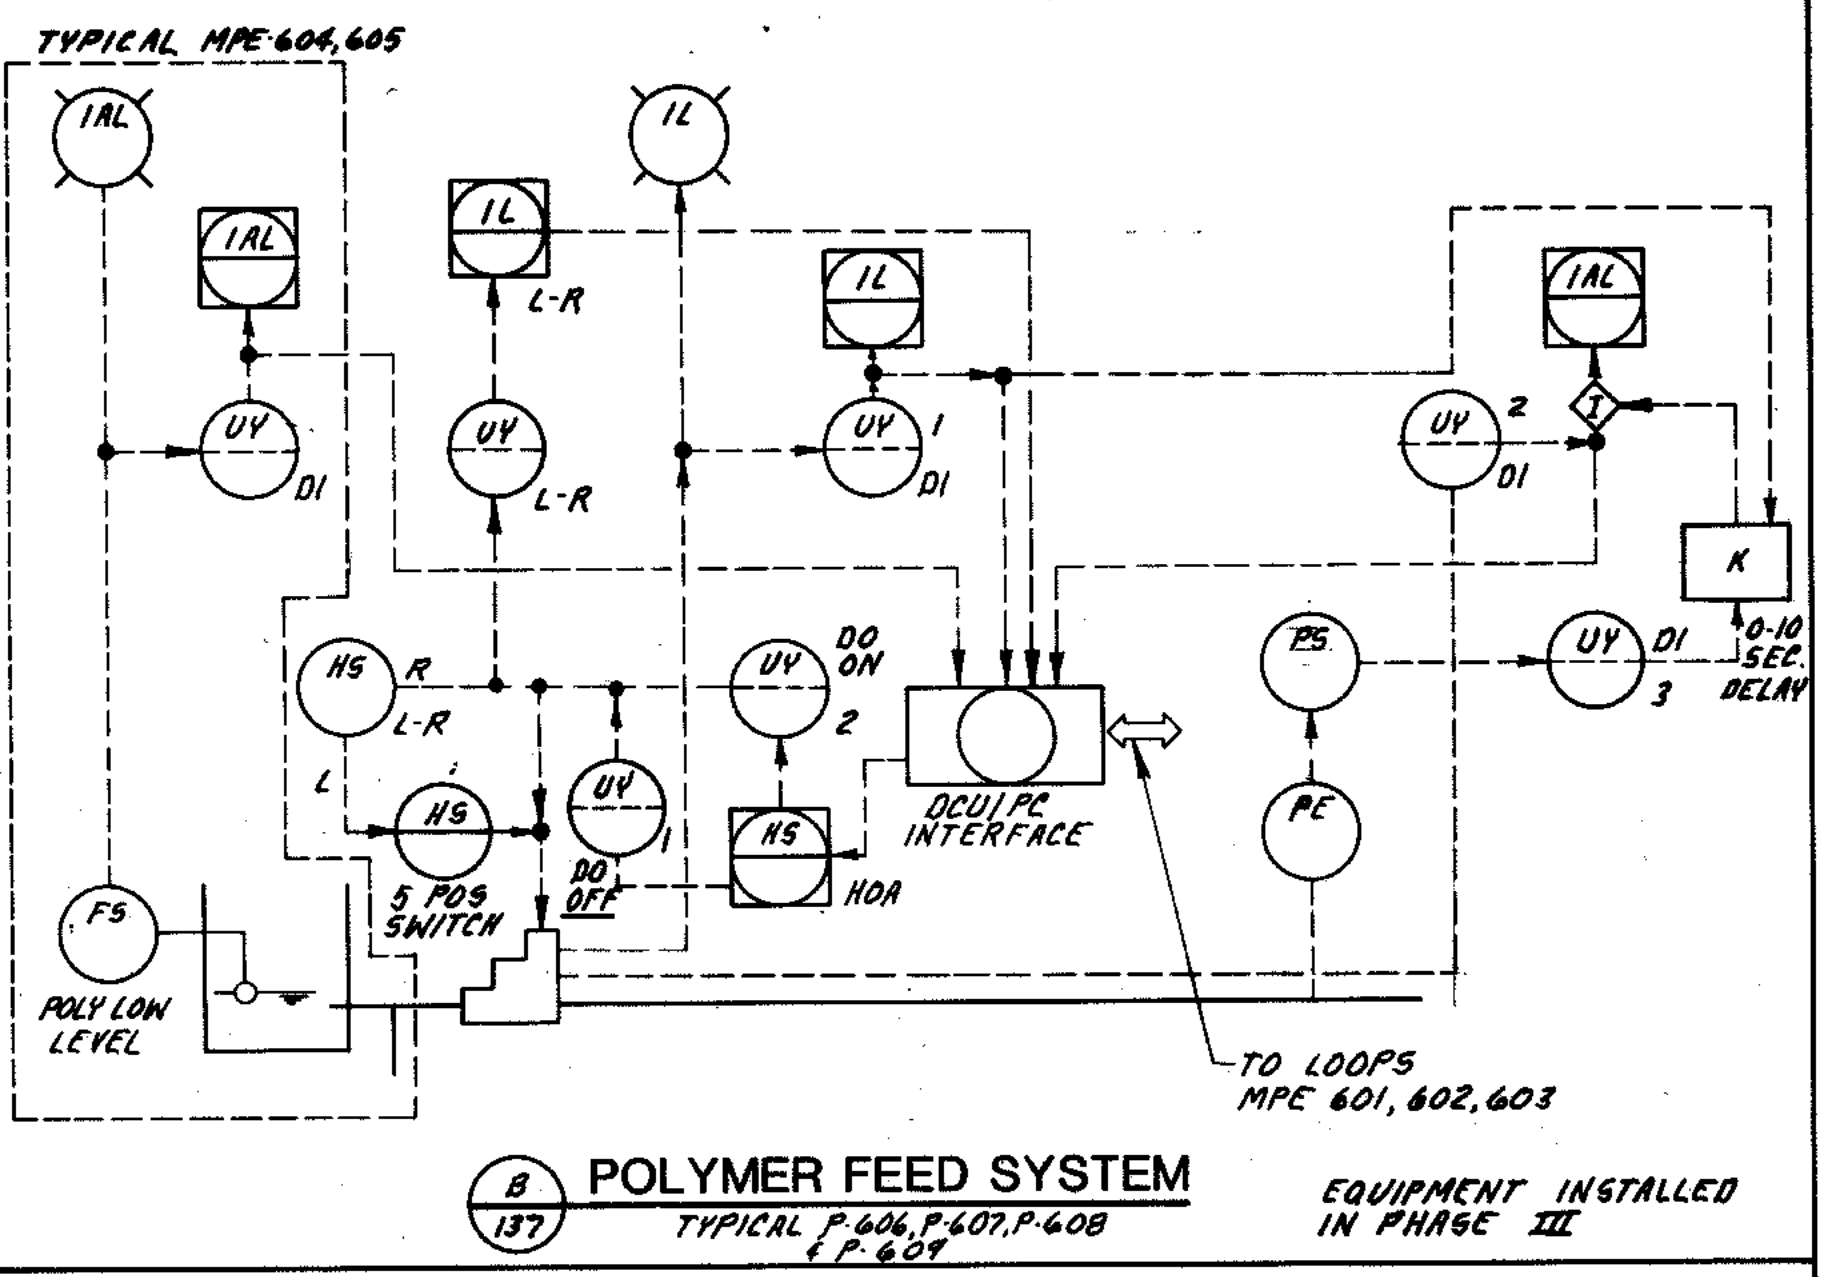 TYPICAL MPE-604,605
IAL
IL
IL
IAL
L-R
IL
IAL
UY
DI
UY
L-R
UY 1
DI
UY 2
DI
I
K
0-10
SEC.
DELAY
HS R
L-R
L
UY
DO
ON
2
PS
UY DI
3
HS
5 POS
SWITCH
UY
1
DO
OFF
HS
HOA
DCU/PC
INTERFACE
PE
FS
POLY LOW
LEVEL
TO LOOPS
MPE 601,602,603
B
137
POLYMER FEED SYSTEM
TYPICAL P-606,P-607,P-608
& P-609
EQUIPMENT INSTALLED
IN PHASE III